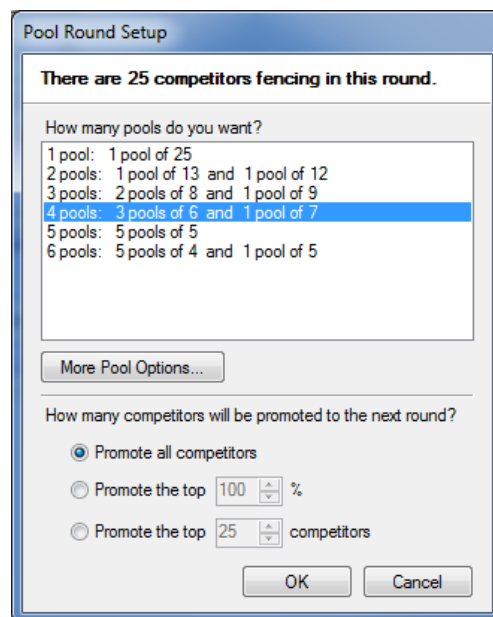 Pool Round Setup
There are 25 competitors fencing in this round.
How many pools do you want?
1 pool: 1 pool of 25
2 pools: 1 pool of 13 and 1 pool of 12
3 pools: 2 pools of 8 and 1 pool of 9
4 pools: 3 pools of 6 and 1 pool of 7
5 pools: 5 pools of 5
6 pools: 5 pools of 4 and 1 pool of 5
More Pool Options...
How many competitors will be promoted to the next round?
Promote all competitors
Promote the top 100 %
Promote the top 25 competitors
OK Cancel